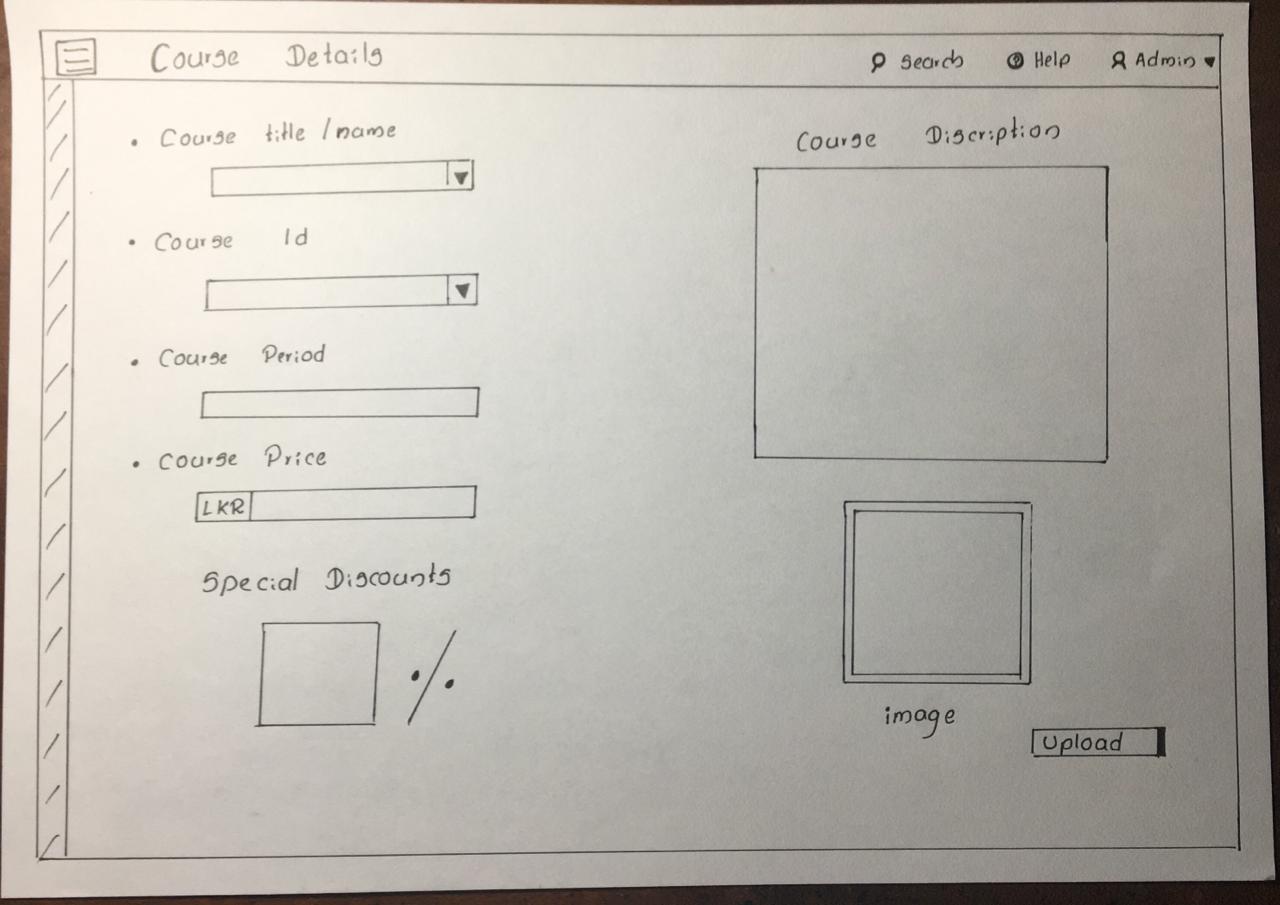 Course Details
Search Help Admin
• Course title / name
• Course Id
• Course Period
• Course Price
LKR
Special Discounts
%
Course Discription
image
Upload